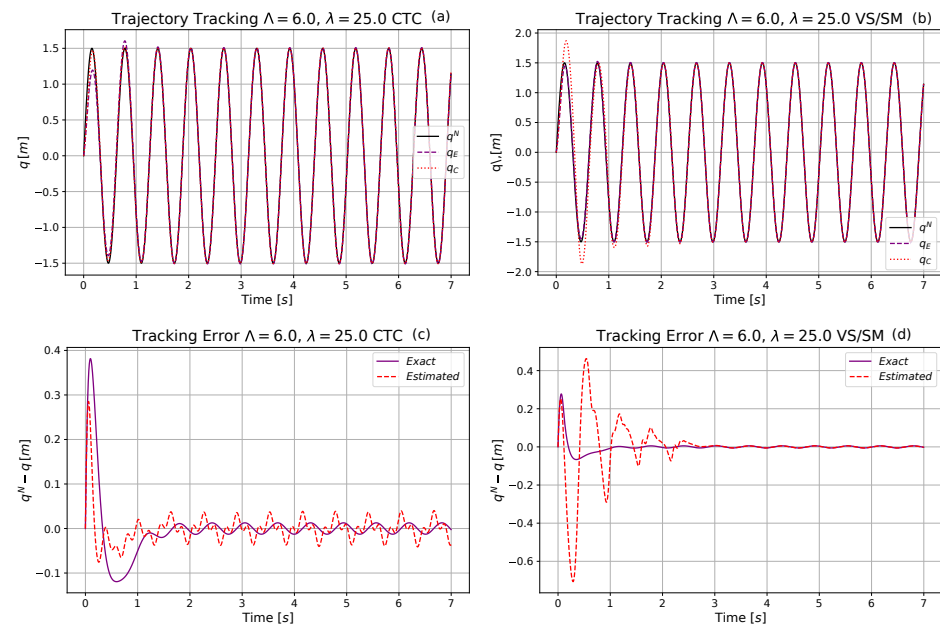 Trajectory Tracking Λ = 6.0, λ = 25.0 CTC (a)
q [m]
1.5
1.0
0.5
0.0
−0.5
−1.0
−1.5
q^N
q_E
q_C
0 1 2 3 4 5 6 7
Time [s]
Trajectory Tracking Λ = 6.0, λ = 25.0 VS/SM (b)
q\,[m]
2.0
1.5
1.0
0.5
0.0
−0.5
−1.0
−1.5
−2.0
q^N
q_E
q_C
0 1 2 3 4 5 6 7
Time [s]
Tracking Error Λ = 6.0, λ = 25.0 CTC (c)
q^N − q [m]
0.4
0.3
0.2
0.1
0.0
−0.1
Exact
Estimated
0 1 2 3 4 5 6 7
Time [s]
Tracking Error Λ = 6.0, λ = 25.0 VS/SM (d)
q^N − q [m]
0.4
0.2
0.0
−0.2
−0.4
−0.6
Exact
Estimated
0 1 2 3 4 5 6 7
Time [s]